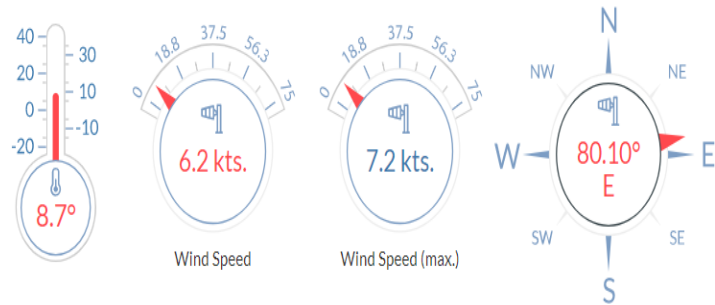 40
20
0
-20
30
10
-10
8.7°
0
18.8
37.5
56.3
75
6.2 kts.
Wind Speed
0
18.8
37.5
56.3
75
7.2 kts.
Wind Speed (max.)
N
NW
NE
W
E
80.10°
E
SW
SE
S